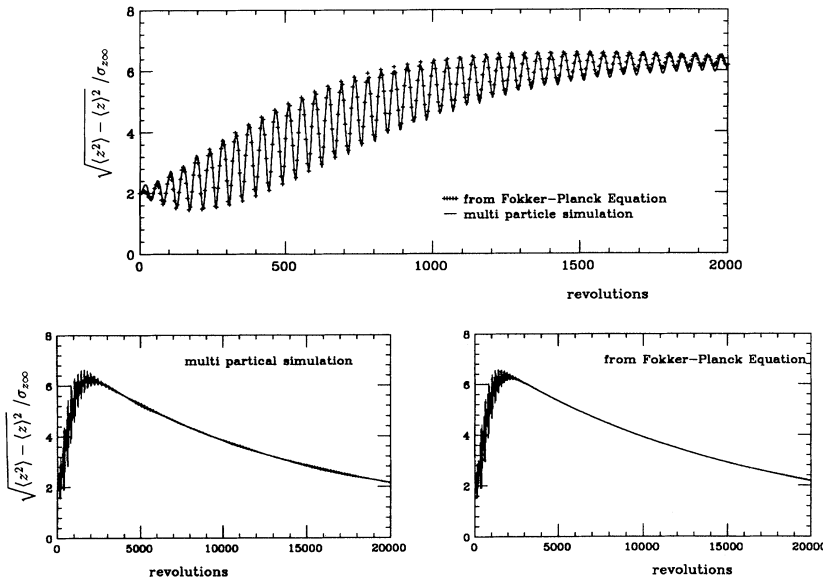 8
6
4
2
0
√⟨z²⟩ − ⟨z⟩² /σz∞
++++ from Fokker-Planck Equation
— multi particle simulation
0 500 1000 1500 2000
revolutions
8
6
4
2
0
√⟨z²⟩ − ⟨z⟩² /σz∞
multi partical simulation
0 5000 10000 15000 20000
revolutions
8
6
4
2
0
from Fokker-Planck Equation
0 5000 10000 15000 20000
revolutions